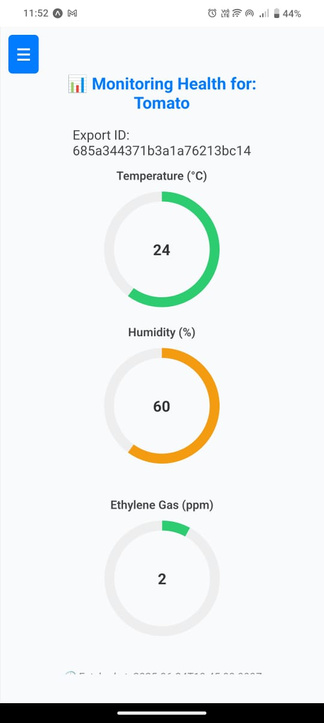 11:52
44%
📊 Monitoring Health for:
Tomato
Export ID:
685a344371b3a1a76213bc14
Temperature (°C)
24
Humidity (%)
60
Ethylene Gas (ppm)
2